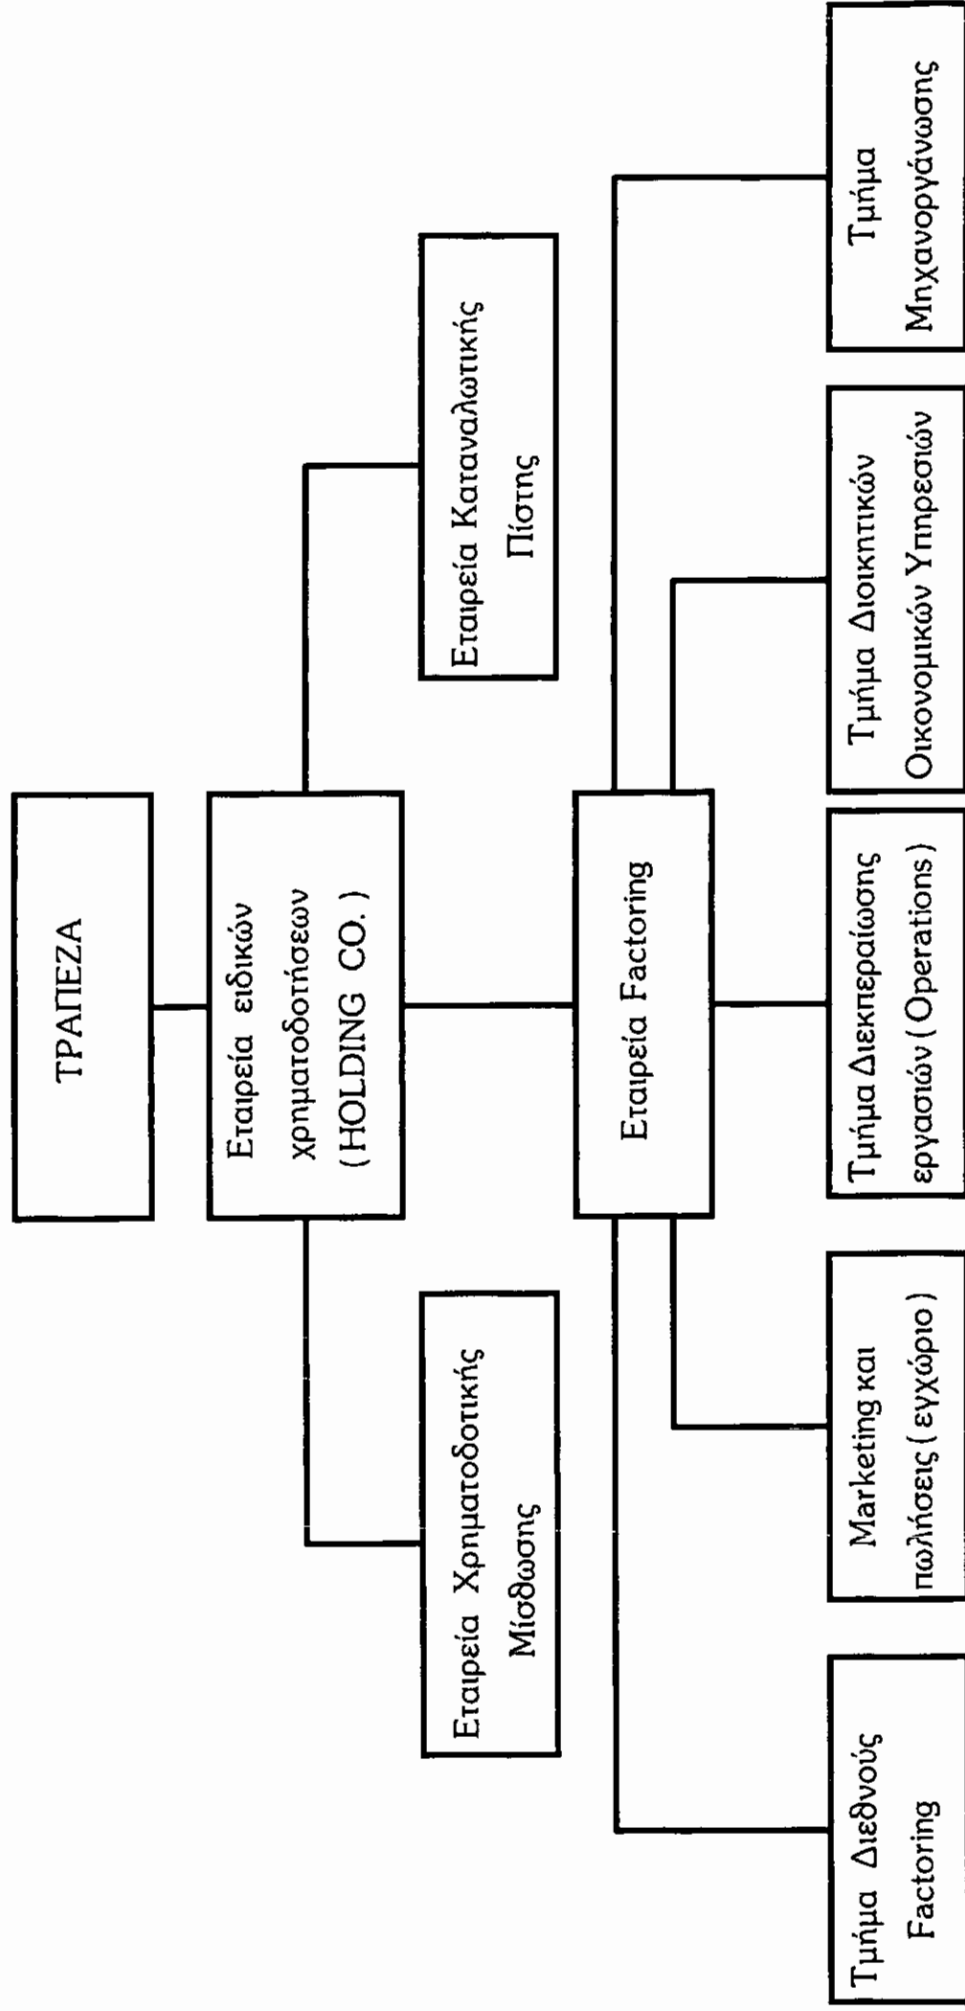 ΤΡΑΠΕΖΑ
Εταιρεία ειδικών
χρηματοδοτήσεων
(HOLDING CO.)
Εταιρεία Χρηματοδοτικής
Μίσθωσης
Εταιρεία Καταναλωτικής
Πίστης
Εταιρεία Factoring
Τμήμα Διεθνούς
Factoring
Marketing και
πωλήσεις (εγχώριο)
Τμήμα Διεκπεραίωσης
εργασιών (Operations)
Τμήμα Διοικητικών
Οικονομικών Υπηρεσιών
Τμήμα
Μηχανοργάνωσης